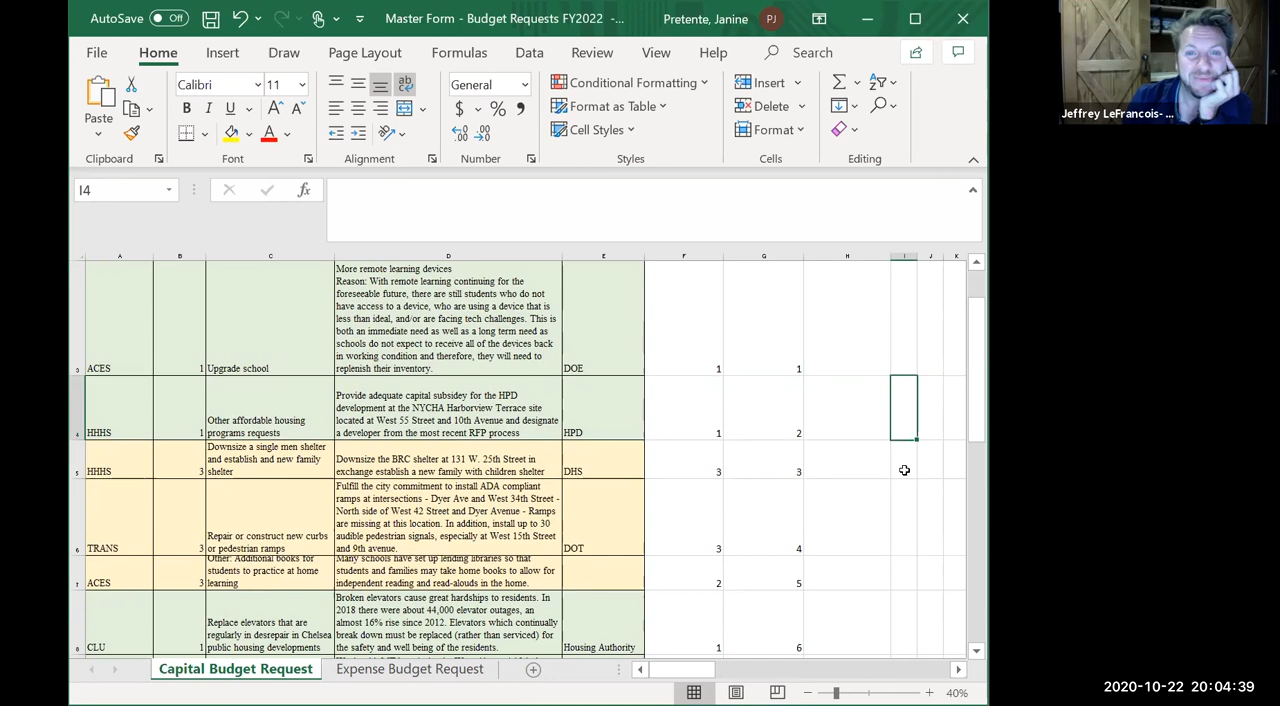 AutoSave Off Master Form - Budget Requests FY2022 -... Pretente, Janine PJ
File Home Insert Draw Page Layout Formulas Data Review View Help Search
Paste
Clipboard
Calibri 11
B I U
Font
Alignment
General
$ % 9
Number
Conditional Formatting
Format as Table
Cell Styles
Styles
Insert
Delete
Format
Cells
Editing
I4 fx
A B C D E F G H I J K
3 ACES 1 Upgrade school
More remote learning devices
Reason: With remote learning continuing for the
foreseeable future, there are still students who do not
have access to a device, who are using a device that is
less than ideal, and/or are facing tech challenges. This is
both an immediate need as well as a long term need as
schools do not expect to receive all of the devices back
in working condition and therefore, they will need to
replenish their inventory.
DOE 1 1
4 HHHS 1
Other affordable housing
programs requests
Provide adequate capital subsidey for the HPD
development at the NYCHA Harborview Terrace site
located at West 55 Street and 10th Avenue and designate
a developer from the most recent RFP process
HPD 1 2
5 HHHS 3
Downsize a single men shelter
and establish and new family
shelter
Downsize the BRC shelter at 131 W. 25th Street in
exchange establish a new family with children shelter
DHS 3 3
6 TRANS 3
Repair or construct new curbs
or pedestrian ramps
Fulfill the city commitment to install ADA compliant
ramps at intersections - Dyer Ave and West 34th Street -
North side of West 42 Street and Dyer Avenue - Ramps
are missing at this location. In addition, install up to 30
audible pedestrian signals, especially at West 15th Street
and 9th avenue.
DOT 3 4
7 ACES 3
Other: Additional books for
students to practice at home
learning
Many schools have set up lending libraries so that
students and families may take home books to allow for
independent reading and read-alouds in the home.
2 5
8 CLU 1
Replace elevators that are
regularly in desrepair in Chelsea
public housing developments
Broken elevators cause great hardships to residents. In
2018 there were about 44,000 elevator outages, an
almost 16% rise since 2012. Elevators which continually
break down must be replaced (rather than serviced) for
the safety and well being of the residents.
Housing Authority 1 6
Capital Budget Request Expense Budget Request
40%
Jeffrey LeFrancois- ...
2020-10-22 20:04:39